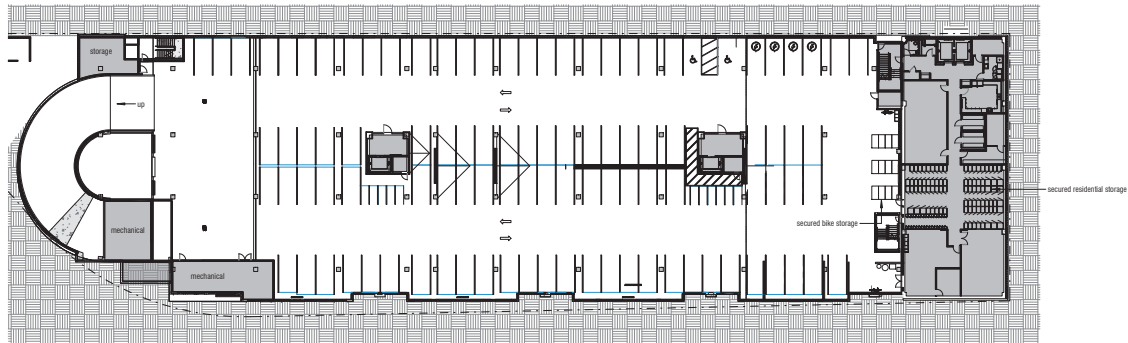 storage
up
secured residential storage
secured bike storage
mechanical
mechanical